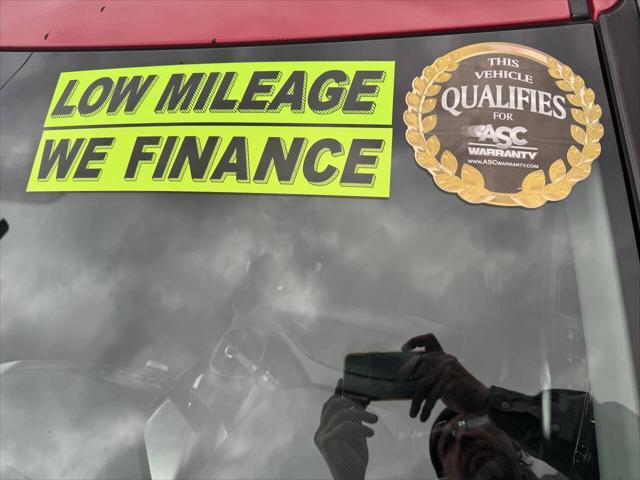 LOW MILEAGE
WE FINANCE
THIS
VEHICLE
QUALIFIES
FOR
ASC
WARRANTY
WWW.ASCWARRANTY.COM